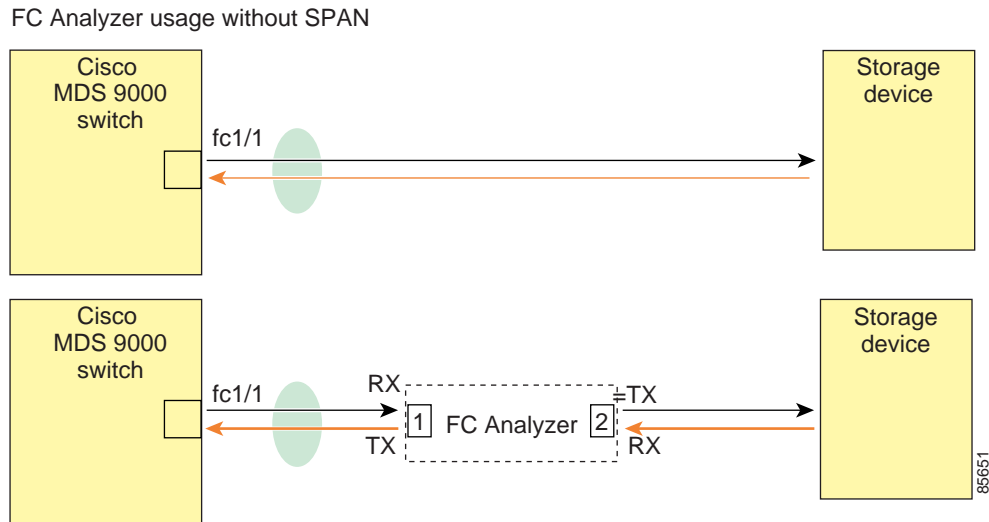 FC Analyzer usage without SPAN
Cisco
MDS 9000
switch
fc1/1
Storage
device
Cisco
MDS 9000
switch
fc1/1
RX
TX
1
FC Analyzer
2
=TX
RX
Storage
device
85651